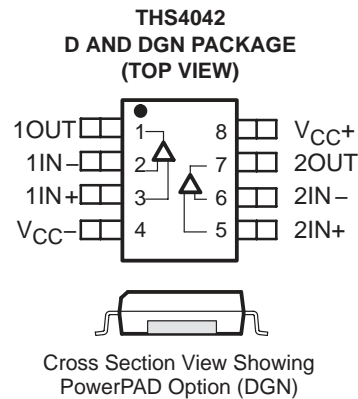 THS4042
D AND DGN PACKAGE
(TOP VIEW)
1OUT 1 8 VCC+
1IN− 2 7 2OUT
1IN+ 3 6 2IN−
VCC− 4 5 2IN+
Cross Section View Showing
PowerPAD Option (DGN)